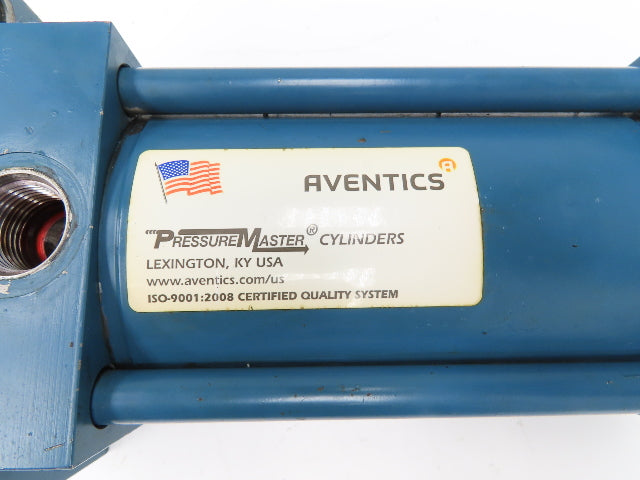 AVENTICS
PRESSUREMASTER® CYLINDERS
LEXINGTON, KY USA
www.aventics.com/us
ISO-9001:2008 CERTIFIED QUALITY SYSTEM